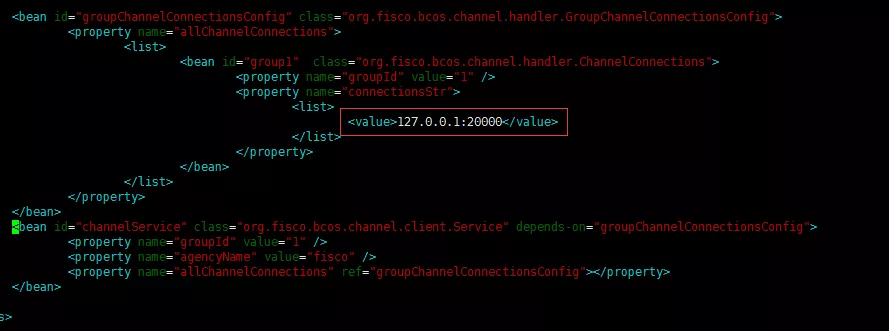 <bean id="groupChannelConnectionsConfig" class="org.fisco.bcos.channel.handler.GroupChannelConnectionsConfig">
<property name="allChannelConnections">
<list>
<bean id="group1"  class="org.fisco.bcos.channel.handler.ChannelConnections">
<property name="groupId" value="1" />
<property name="connectionsStr">
<list>
<value>127.0.0.1:20000</value>
</list>
</property>
</bean>
</list>
</property>
</bean>
<bean id="channelService" class="org.fisco.bcos.channel.client.Service" depends-on="groupChannelConnectionsConfig">
<property name="groupId" value="1" />
<property name="agencyName" value="fisco" />
<property name="allChannelConnections" ref="groupChannelConnectionsConfig"></property>
</bean>
s>